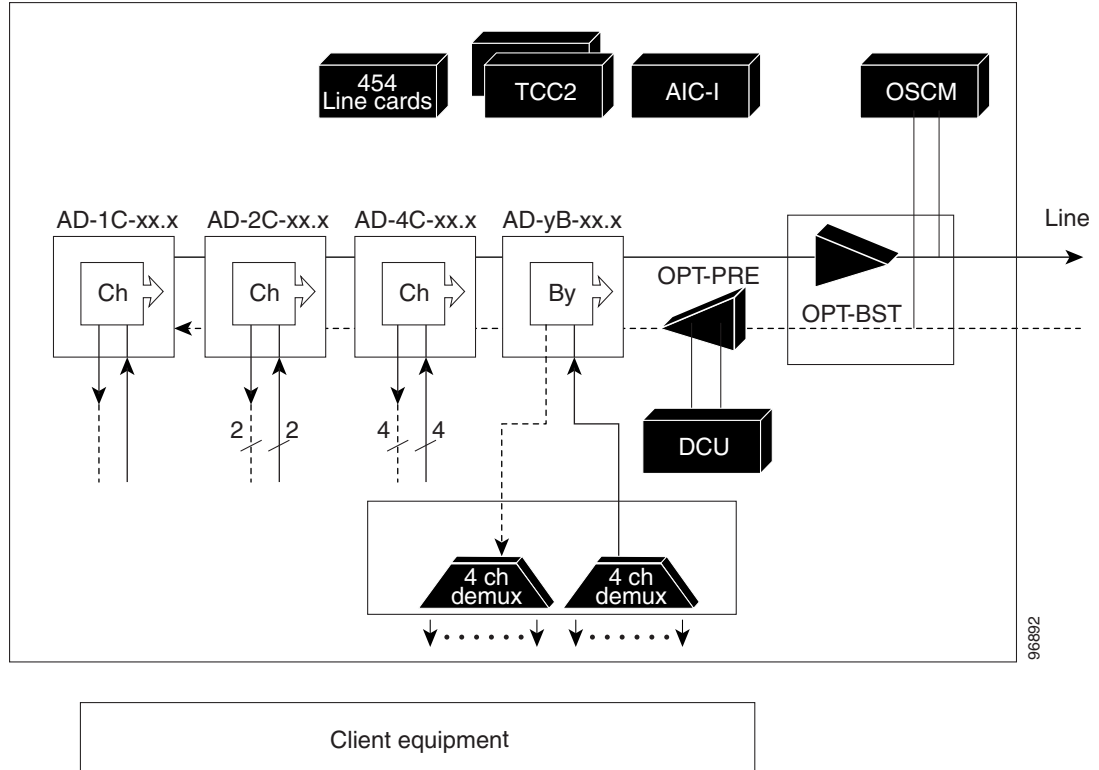 454
Line cards
TCC2
AIC-I
OSCM
AD-1C-xx.x
AD-2C-xx.x
AD-4C-xx.x
AD-yB-xx.x
Line
Ch
Ch
Ch
By
OPT-PRE
OPT-BST
2
2
4
4
DCU
4 ch
demux
4 ch
demux
96892
Client equipment